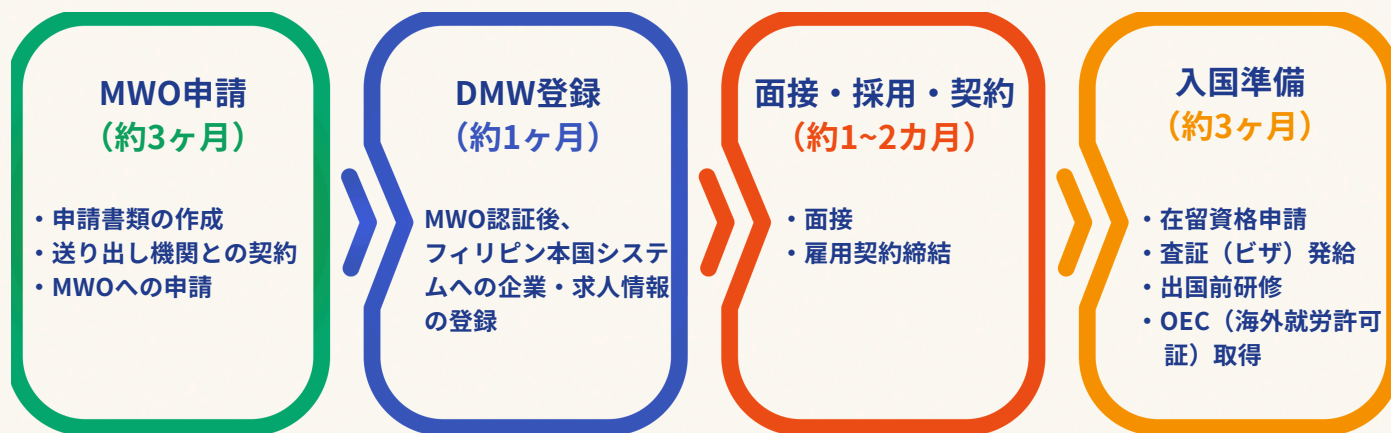 MWO申請
（約3ヶ月）
・申請書類の作成
・送り出し機関との契約
・MWOへの申請
DMW登録
（約1ヶ月）
MWO認証後、
フィリピン本国システ
ムへの企業・求人情報
の登録
面接・採用・契約
（約1~2カ月）
・面接
・雇用契約締結
入国準備
（約3ヶ月）
・在留資格申請
・査証（ビザ）発給
・出国前研修
・OEC（海外就労許可
証）取得